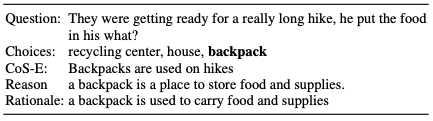 Question: They were getting ready for a really long hike, he put the food
in his what?
Choices: recycling center, house, backpack
CoS-E: Backpacks are used on hikes
Reason a backpack is a place to store food and supplies.
Rationale: a backpack is used to carry food and supplies